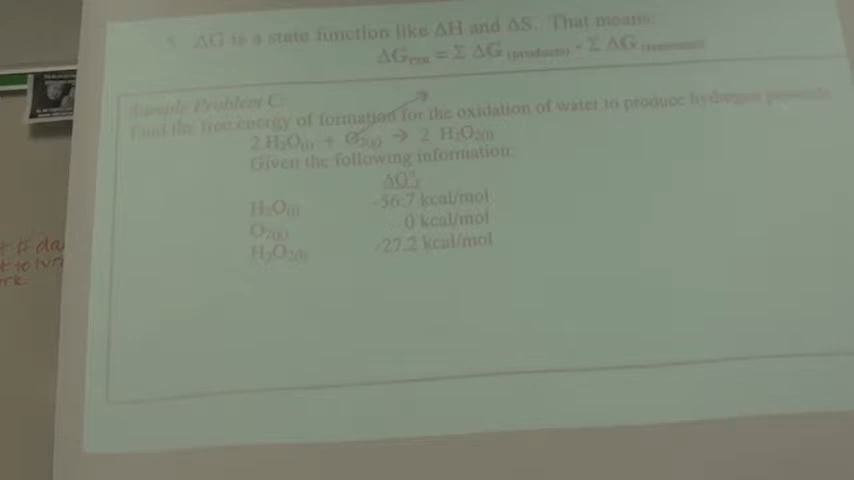 5. ΔG is a state function like ΔH and ΔS. That means:
ΔGrxn = Σ ΔG (products) - Σ ΔG (reactants)
Sample Problem C:
Find the free energy of formation for the oxidation of water to produce hydrogen peroxide
2 H₂O(l) + O₂(g) → 2 H₂O₂(l)
Given the following information:
ΔG°f
H₂O(l) -56.7 kcal/mol
O₂(g) 0 kcal/mol
H₂O₂(l) -27.2 kcal/mol